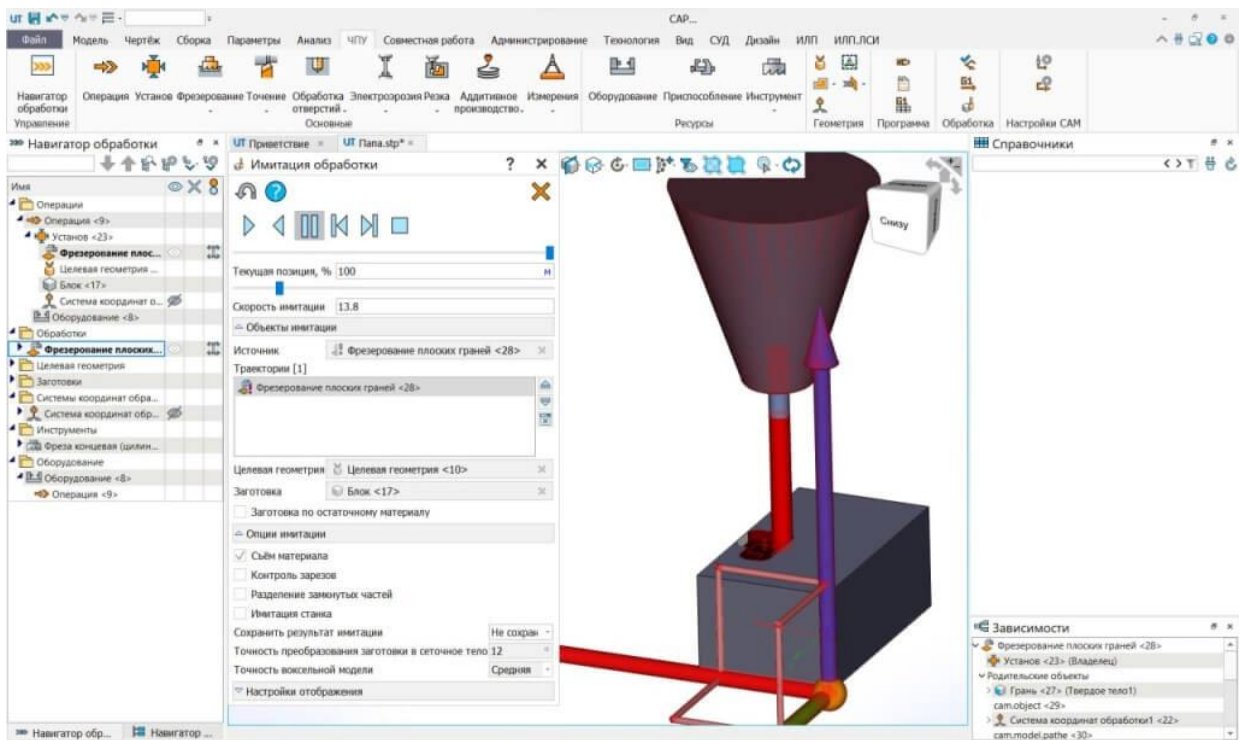 UT
САР...
Файл Модель Чертёж Сборка Параметры Анализ ЧПУ Совместная работа Администрирование Технология Вид СУД Дизайн ИЛП ИЛП.ЛСИ
Навигатор обработки
Операция Установ Фрезерование Точение Обработка отверстий Электроэрозия Резка Аддитивное производство Измерения Оборудование Приспособление Инструмент
Управление Основные Ресурсы Геометрия Программа Обработка Настройки CAM
Навигатор обработки
UT Приветствие
UT Папа.stp*
Справочники
Имя
Операции
Операция <9>
Установ <23>
Фрезерование плос...
Целевая геометрия ...
Блок <17>
Система координат о...
Оборудование <8>
Обработки
Фрезерование плоских...
Целевая геометрия
Заготовки
Системы координат обра...
Система координат обр...
Инструменты
Фреза концевая (цилин...
Оборудование
Оборудование <8>
Операция <9>
Навигатор обр...
Навигатор ...
Имитация обработки ? ×
Текущая позиция, % 100
Скорость имитации 13.8
Объекты имитации
Источник Фрезерование плоских граней <28>
Траектории [1]
Фрезерование плоских граней <28>
Целевая геометрия Целевая геометрия <10>
Заготовка Блок <17>
Заготовка по остаточному материалу
Опции имитации
Съём материала
Контроль зарезов
Разделение замкнутых частей
Имитация станка
Сохранить результат имитации Не сохран
Точность преобразования заготовки в сеточное тело 12 °
Точность воксельной модели Средняя
Настройки отображения
Снизу
Зависимости
Фрезерование плоских граней <28>
Установ <23> (Владелец)
Родительские объекты
Грань <27> (Твердое тело1)
cam.object <29>
Система координат обработки1 <22>
cam.model.pathe <30>